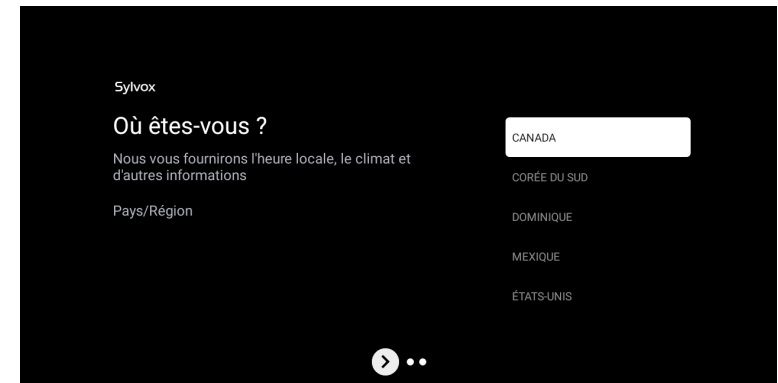 Sylvox
Où êtes-vous ?
Nous vous fournirons l'heure locale, le climat et
d'autres informations
Pays/Région
CANADA
CORÉE DU SUD
DOMINIQUE
MEXIQUE
ÉTATS-UNIS